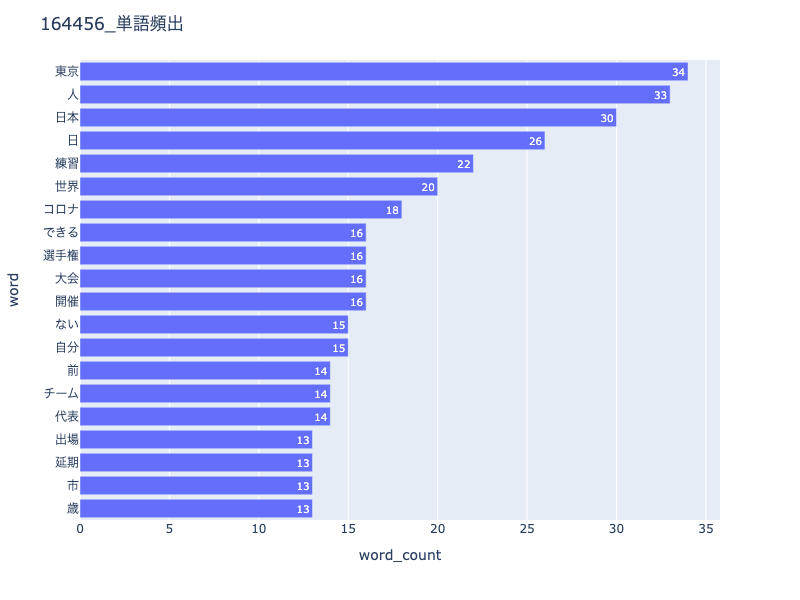 164456_単語頻出
東京 34
人 33
日本 30
日 26
練習 22
世界 20
コロナ 18
できる 16
選手権 16
大会 16
開催 16
ない 15
自分 15
前 14
チーム 14
代表 14
出場 13
延期 13
市 13
歳 13
0 5 10 15 20 25 30 35
word_count
word